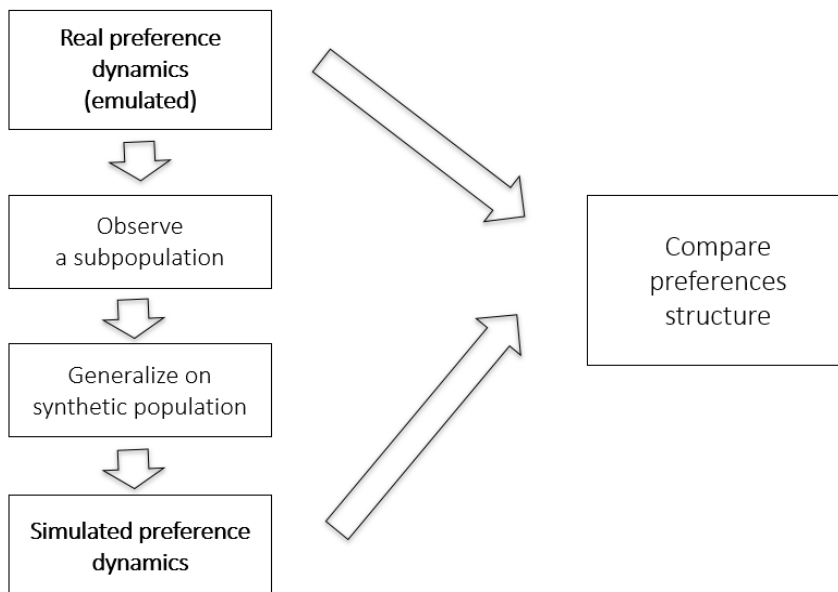 Real preference
dynamics
(emulated)
Observe
a subpopulation
Generalize on
synthetic population
Simulated preference
dynamics
Compare
preferences
structure